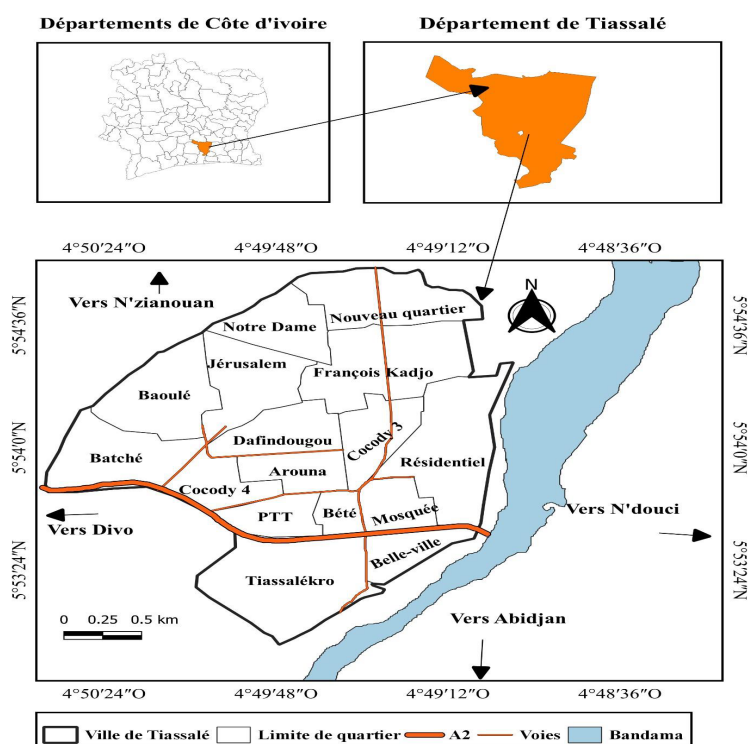 Départements de Côte d'ivoire
Département de Tiassalé
4°50'24"O 4°49'48"O 4°49'12"O 4°48'36"O
5°54'36"N
5°54'0"N
5°53'24"N
5°54'36"N
5°54'0"N
5°53'24"N
Vers N'zianouan
N
Nouveau quartier
Notre Dame
Jérusalem
François Kadjo
Baoulé
Cocody 3
Dafindougou
Batché
Arouna
Résidentiel
Cocody 4
Vers N'douci
PTT
Bété
Mosquée
Vers Divo
Belle-ville
Tiassalékro
0 0.25 0.5 km
Vers Abidjan
4°50'24"O 4°49'48"O 4°49'12"O 4°48'36"O
Ville de Tiassalé Limite de quartier A2 Voies Bandama